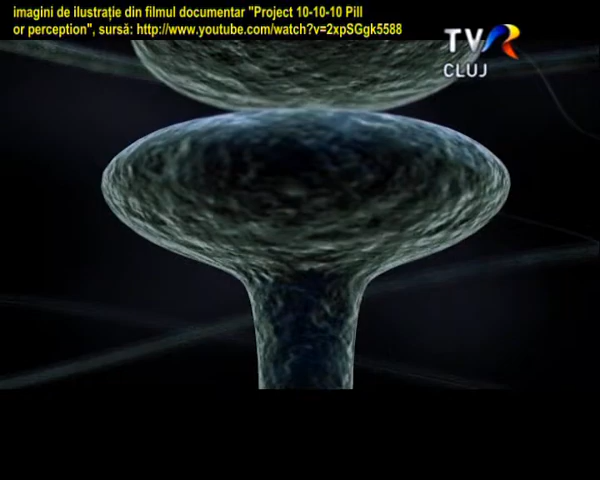 imagini de ilustrație din filmul documentar "Project 10-10-10 Pill
or perception", sursă: http://www.youtube.com/watch?v=2xpSGgk5588
TVR
CLUJ